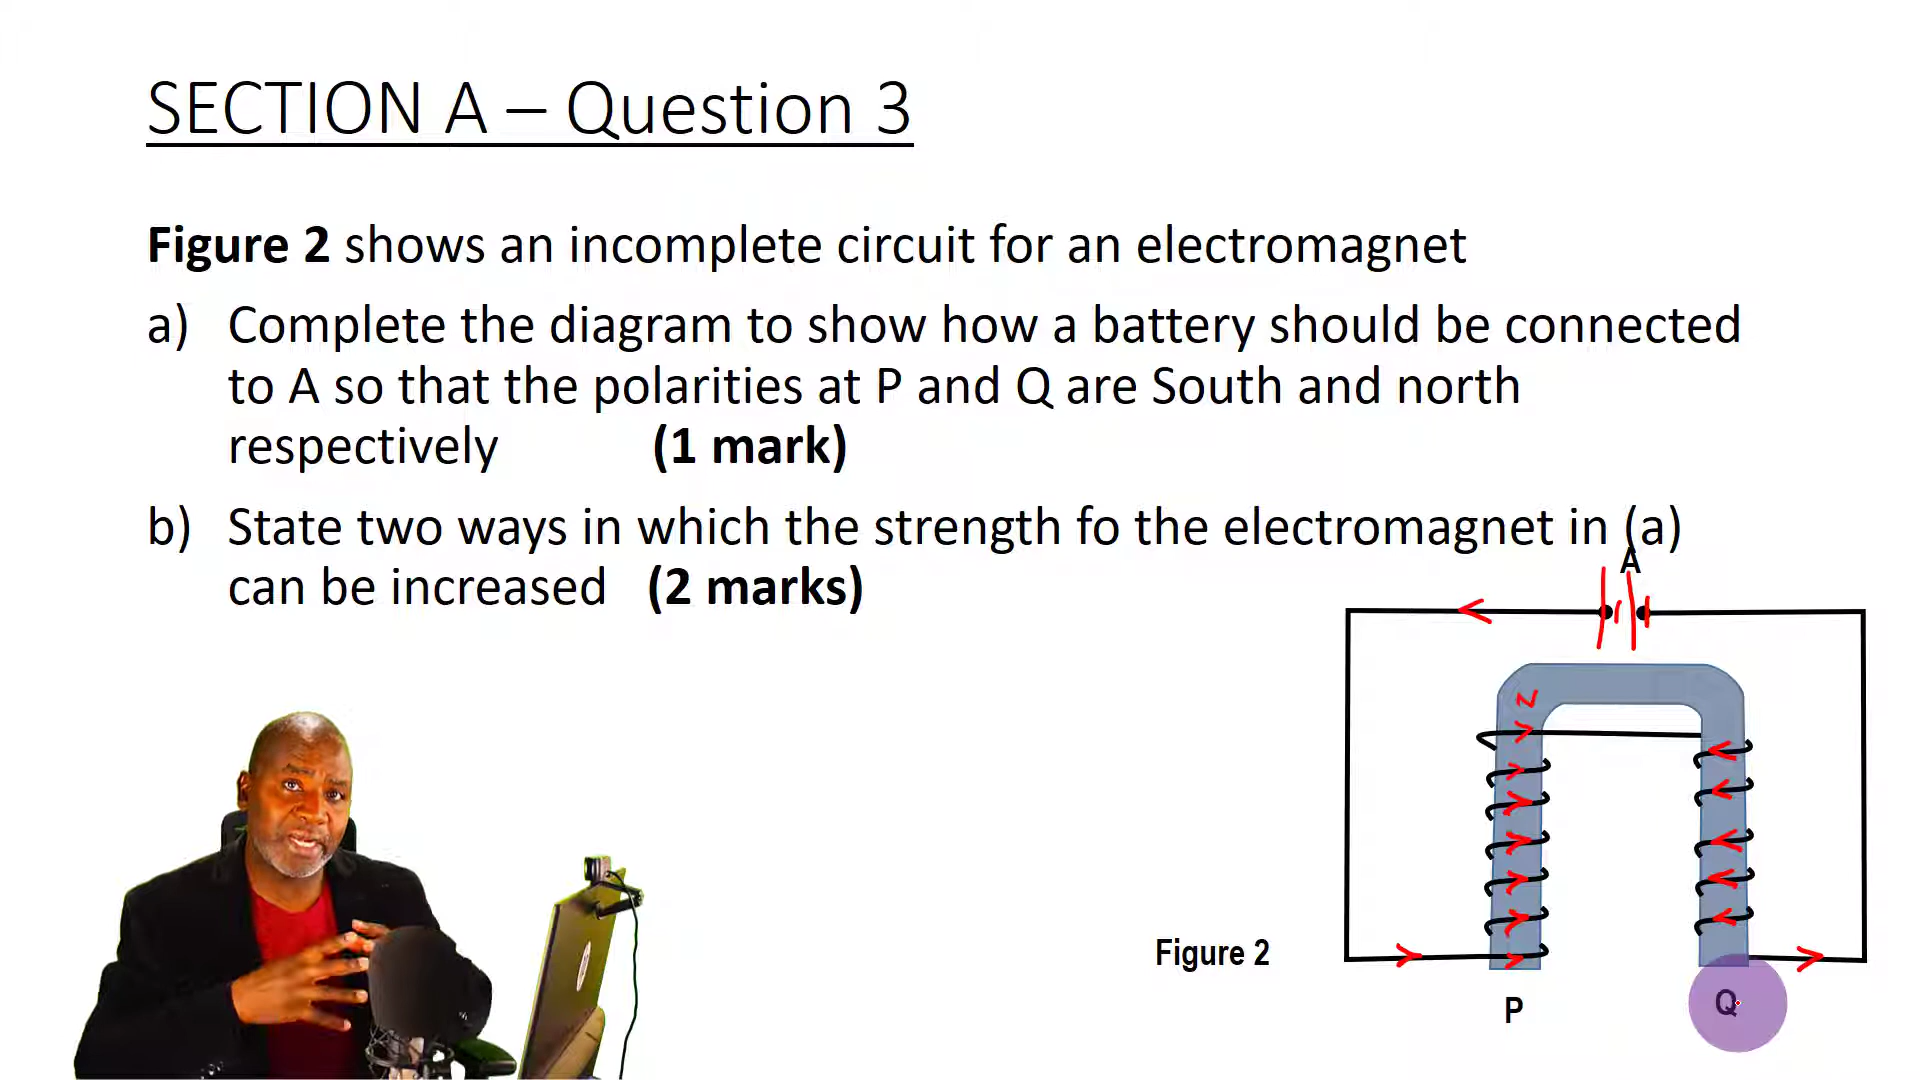 SECTION A – Question 3
Figure 2 shows an incomplete circuit for an electromagnet
a) Complete the diagram to show how a battery should be connected
to A so that the polarities at P and Q are South and north
respectively (1 mark)
b) State two ways in which the strength fo the electromagnet in (a)
can be increased (2 marks)
A
N
Figure 2
P
Q